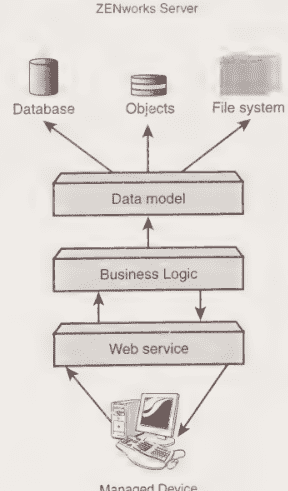 ZENworks Server
Database
Objects
File system
Data model
Business Logic
Web service
Managed Device